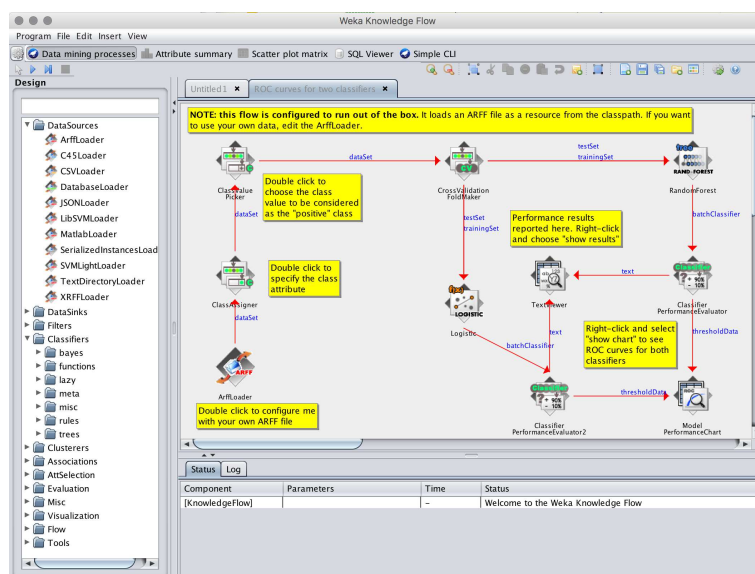 Weka Knowledge Flow
Program File Edit Insert View
Data mining processes Attribute summary Scatter plot matrix SQL Viewer Simple CLI
Design
Untitled1 ROC curves for two classifiers
DataSources
ArffLoader
C45Loader
CSVLoader
DatabaseLoader
JSONLoader
LibSVMLoader
MatlabLoader
SerializedInstancesLoad
SVMLightLoader
TextDirectoryLoader
XRFFLoader
DataSinks
Filters
Classifiers
bayes
functions
lazy
meta
misc
rules
trees
Clusterers
Associations
AttSelection
Evaluation
Misc
Visualization
Flow
Tools
NOTE: this flow is configured to run out of the box. It loads an ARFF file as a resource from the classpath. If you want
to use your own data, edit the ArffLoader.
ClassValue
Picker
dataSet
CrossValidation
FoldMaker
testSet
trainingSet
RAND-FOREST
RandomForest
Double click to
choose the class
value to be considered
as the "positive" class
dataSet
testSet
trainingSet
Performance results
reported here. Right-click
and choose "show results"
batchClassifier
ClassAssigner
Double click to
specify the class
attribute
LOGISTIC
Logistic
TextViewer
text
Classifier
PerformanceEvaluator
dataSet
batchClassifier
text
Right-click and select
"show chart" to see
ROC curves for both
classifiers
thresholdData
ARFF
ArffLoader
Double click to configure me
with your own ARFF file
Classifier
PerformanceEvaluator2
thresholdData
ROC
Model
PerformanceChart
Status Log
Component Parameters Time Status
[KnowledgeFlow] - Welcome to the Weka Knowledge Flow